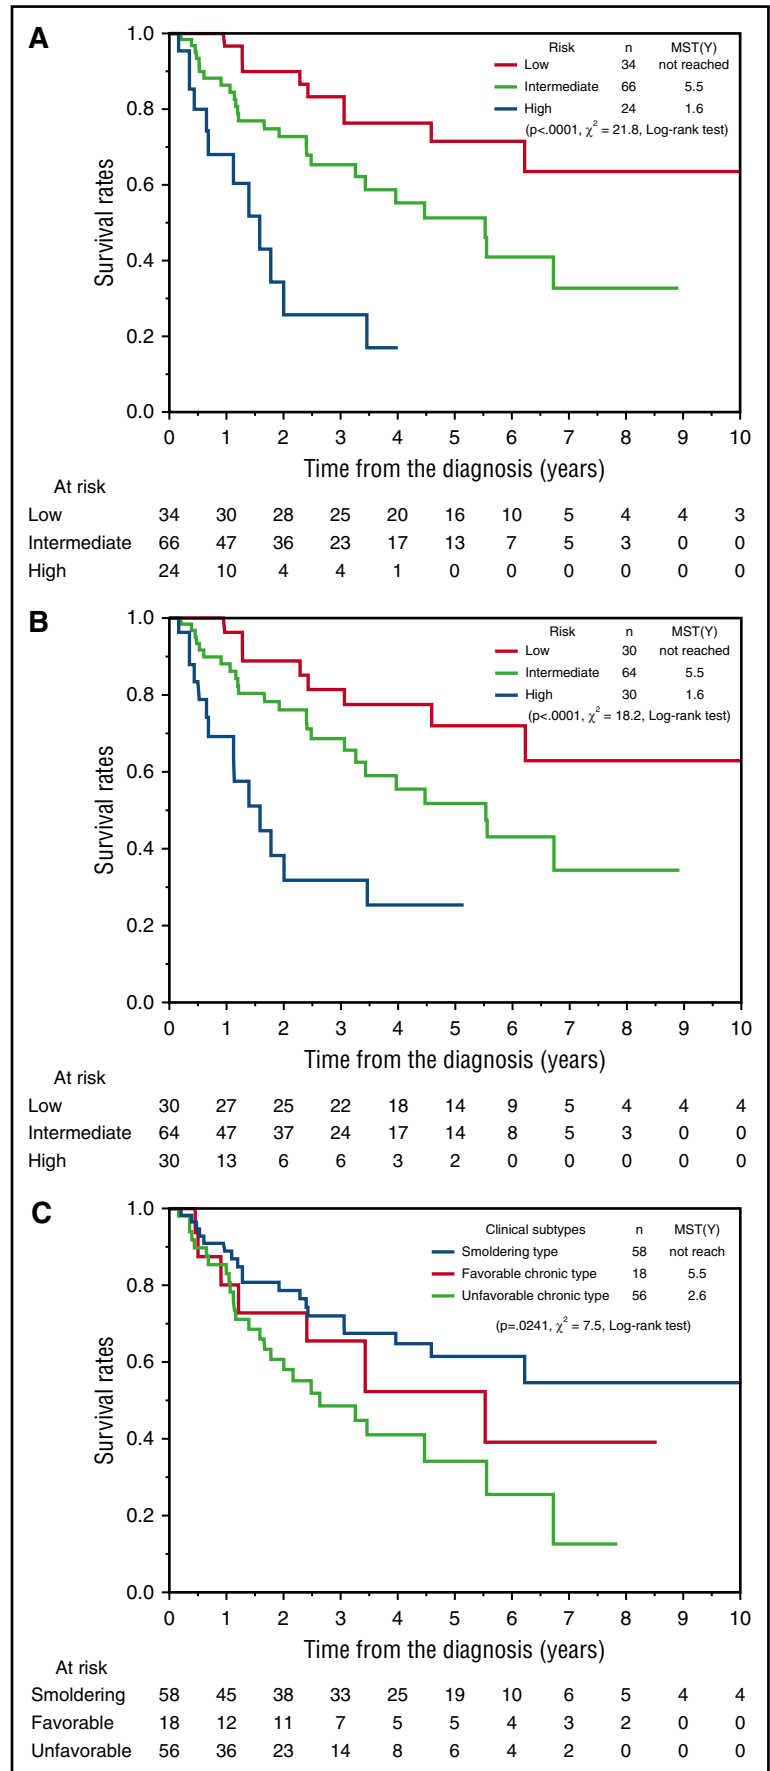 A
Risk n MST(Y)
Low 34 not reached
Intermediate 66 5.5
High 24 1.6
(p<.0001, χ² = 21.8, Log-rank test)
Survival rates
1.0
0.8
0.6
0.4
0.2
0.0
0 1 2 3 4 5 6 7 8 9 10
Time from the diagnosis (years)
At risk
Low 34 30 28 25 20 16 10 5 4 4 3
Intermediate 66 47 36 23 17 13 7 5 3 0 0
High 24 10 4 4 1 0 0 0 0 0 0
B
Risk n MST(Y)
Low 30 not reached
Intermediate 64 5.5
High 30 1.6
(p<.0001, χ² = 18.2, Log-rank test)
Survival rates
1.0
0.8
0.6
0.4
0.2
0.0
0 1 2 3 4 5 6 7 8 9 10
Time from the diagnosis (years)
At risk
Low 30 27 25 22 18 14 9 5 4 4 4
Intermediate 64 47 37 24 17 14 8 5 3 0 0
High 30 13 6 6 3 2 0 0 0 0 0
C
Clinical subtypes n MST(Y)
Smoldering type 58 not reach
Favorable chronic type 18 5.5
Unfavorable chronic type 56 2.6
(p=.0241, χ² = 7.5, Log-rank test)
Survival rates
1.0
0.8
0.6
0.4
0.2
0.0
0 1 2 3 4 5 6 7 8 9 10
Time from the diagnosis (years)
At risk
Smoldering 58 45 38 33 25 19 10 6 5 4 4
Favorable 18 12 11 7 5 5 4 3 2 0 0
Unfavorable 56 36 23 14 8 6 4 2 0 0 0